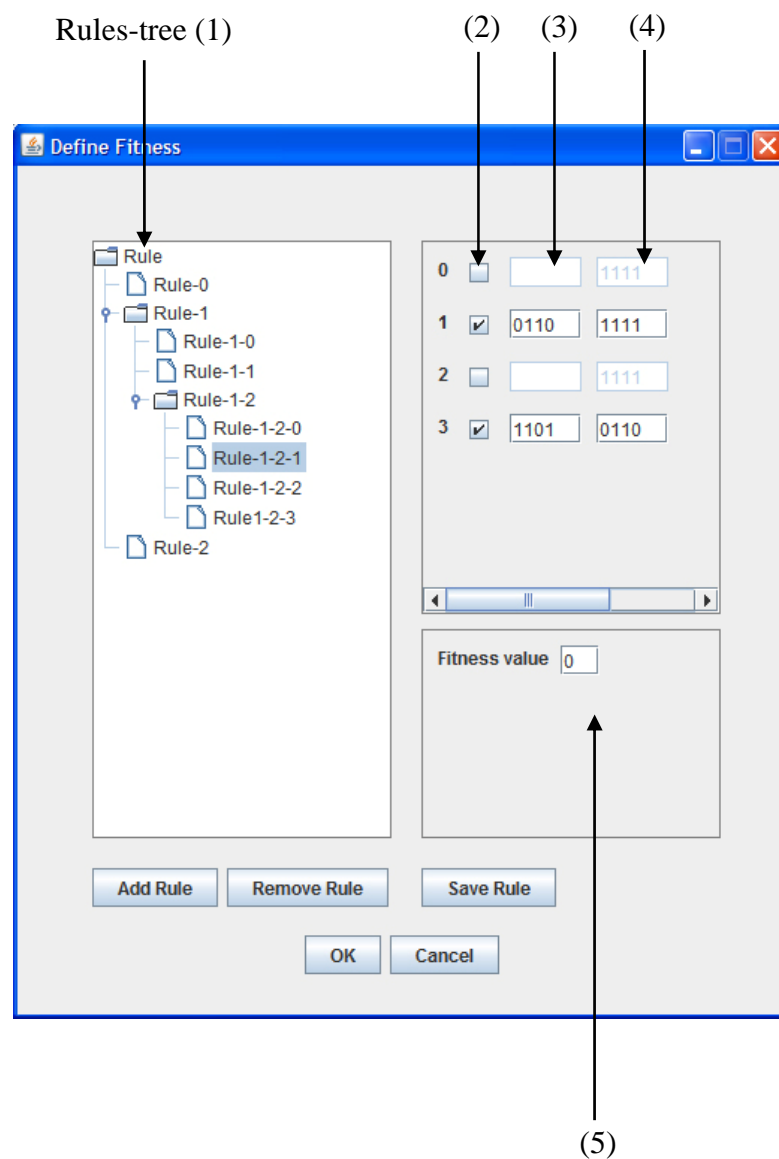 Rules-tree (1) (2) (3) (4)
Define Fitness
Rule
Rule-0
Rule-1
Rule-1-0
Rule-1-1
Rule-1-2
Rule-1-2-0
Rule-1-2-1
Rule-1-2-2
Rule1-2-3
Rule-2
0 1111
1 0110 1111
2 1111
3 1101 0110
Fitness value 0
Add Rule Remove Rule Save Rule
OK Cancel
(5)